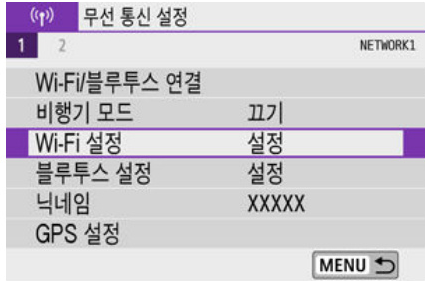 무선 통신 설정
1 2 NETWORK1
Wi-Fi/블루투스 연결
비행기 모드 끄기
Wi-Fi 설정 설정
블루투스 설정 설정
닉네임 XXXXX
GPS 설정
MENU